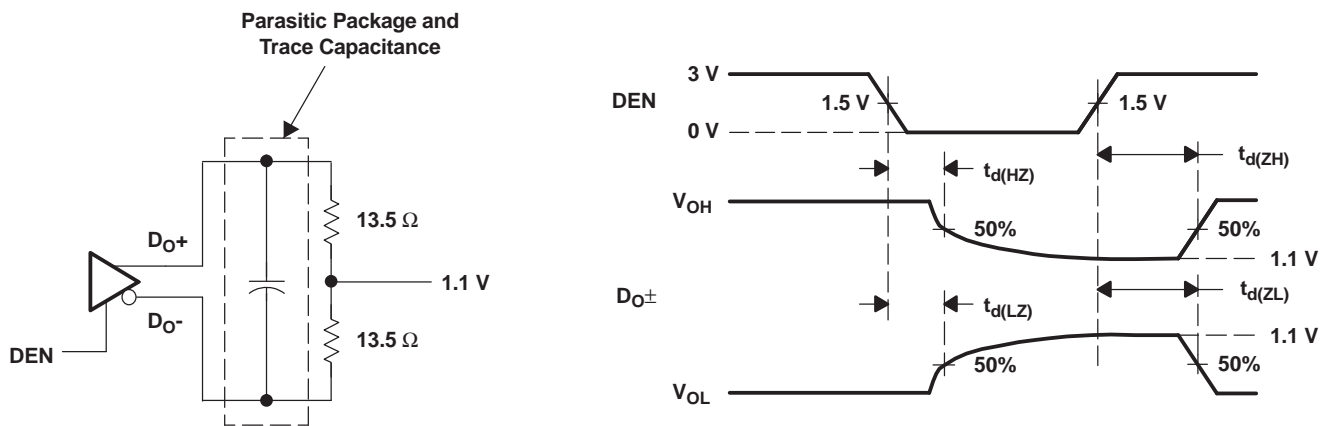 Parasitic Package and
Trace Capacitance
DO+
DO-
DEN
13.5 Ω
1.1 V
13.5 Ω
DEN
3 V
1.5 V
1.5 V
0 V
td(HZ)
td(ZH)
VOH
50%
50%
1.1 V
DO±
td(LZ)
td(ZL)
1.1 V
50%
50%
VOL